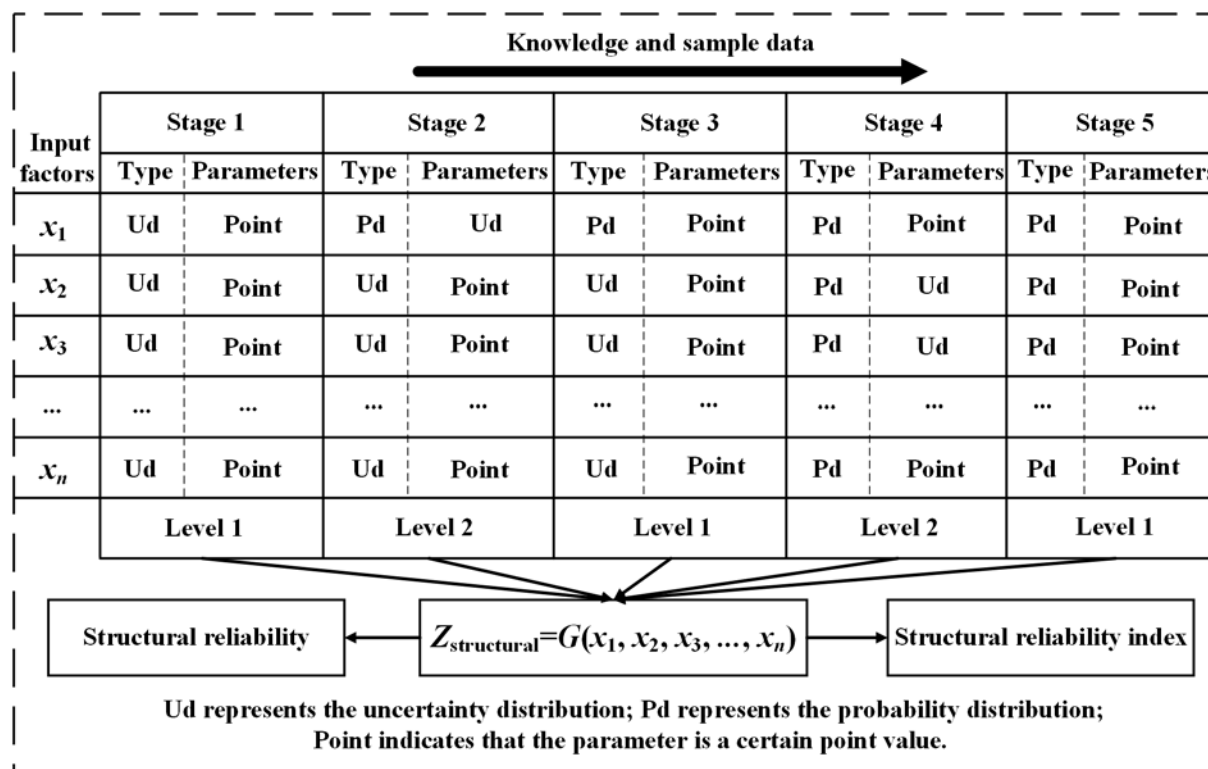 Knowledge and sample data
Input factors Stage 1 Stage 2 Stage 3 Stage 4 Stage 5
Type Parameters Type Parameters Type Parameters Type Parameters Type Parameters
x1 Ud Point Pd Ud Pd Point Pd Point Pd Point
x2 Ud Point Ud Point Ud Point Pd Ud Pd Point
x3 Ud Point Ud Point Ud Point Pd Ud Pd Point
... ... ... ... ... ... ... ... ... ... ...
xn Ud Point Ud Point Ud Point Pd Point Pd Point
Level 1 Level 2 Level 1 Level 2 Level 1
Structural reliability Zstructural=G(x1, x2, x3, ..., xn) Structural reliability index
Ud represents the uncertainty distribution; Pd represents the probability distribution;
Point indicates that the parameter is a certain point value.